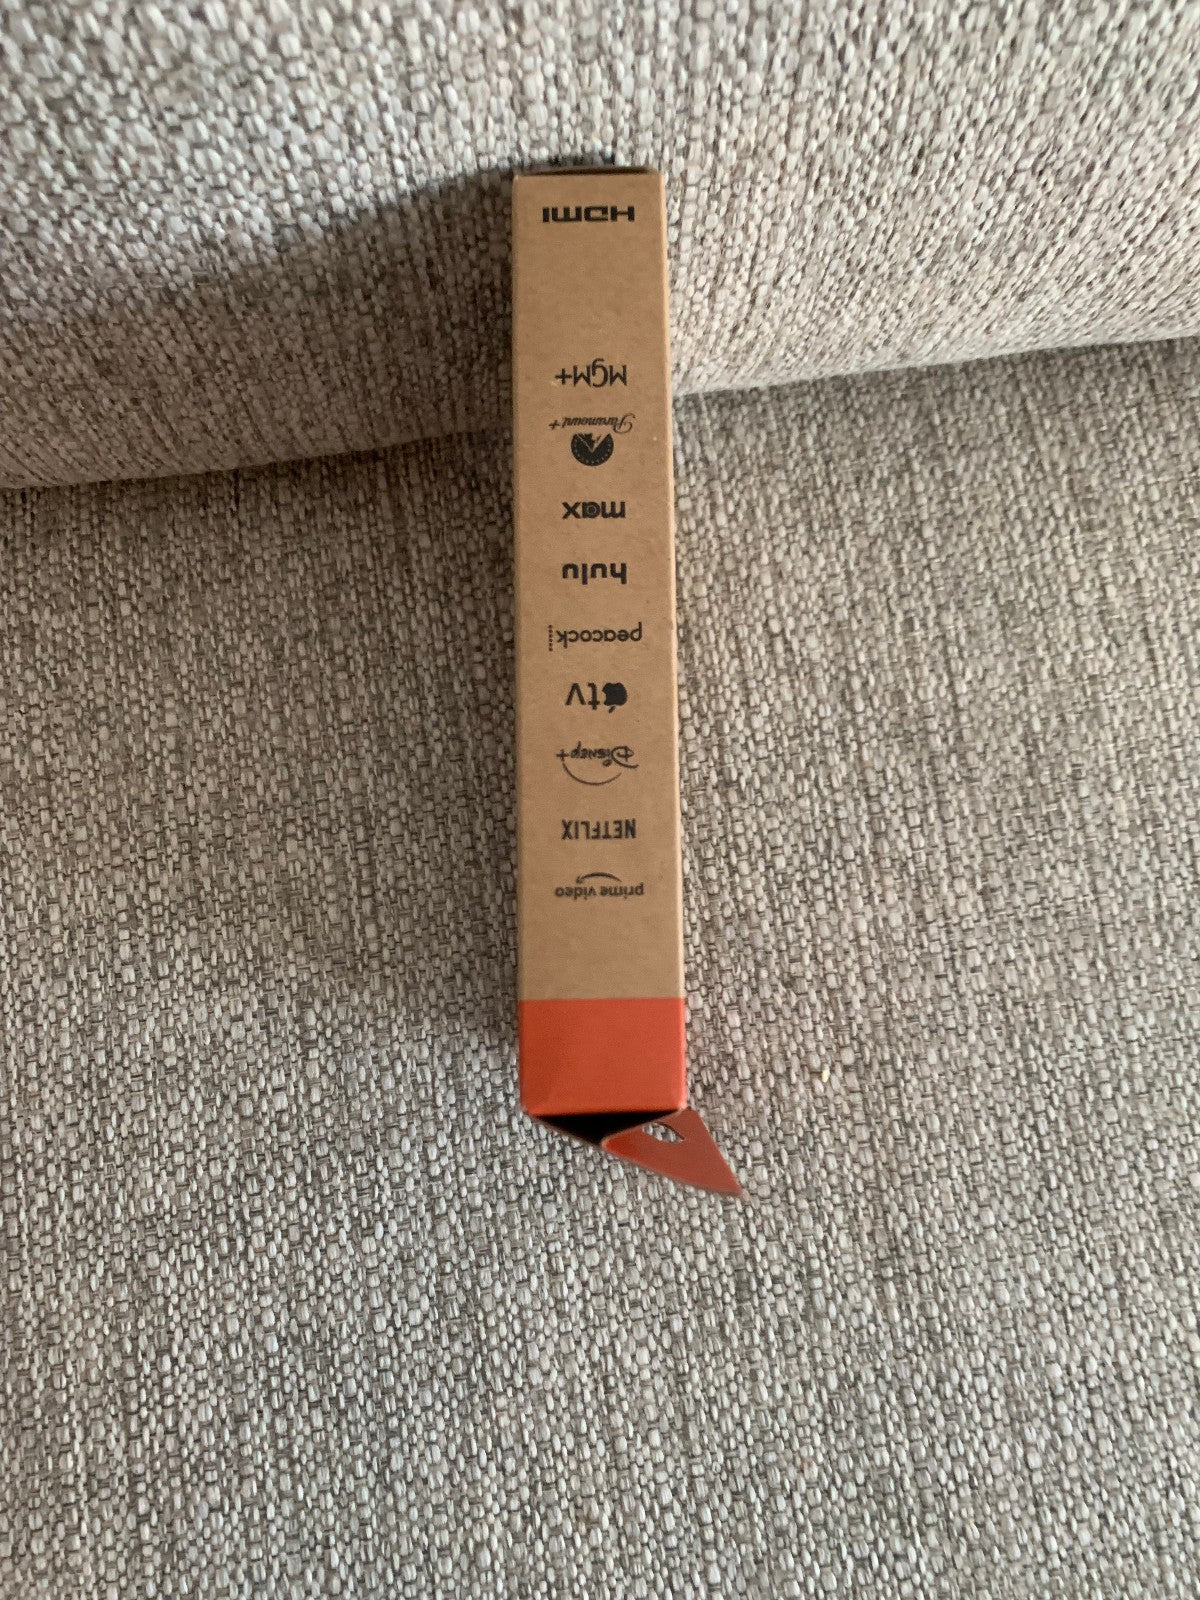 prime video
NETFLIX
Disney+
tv
peacock
hulu
max
Paramount+
MGM+
HDMI